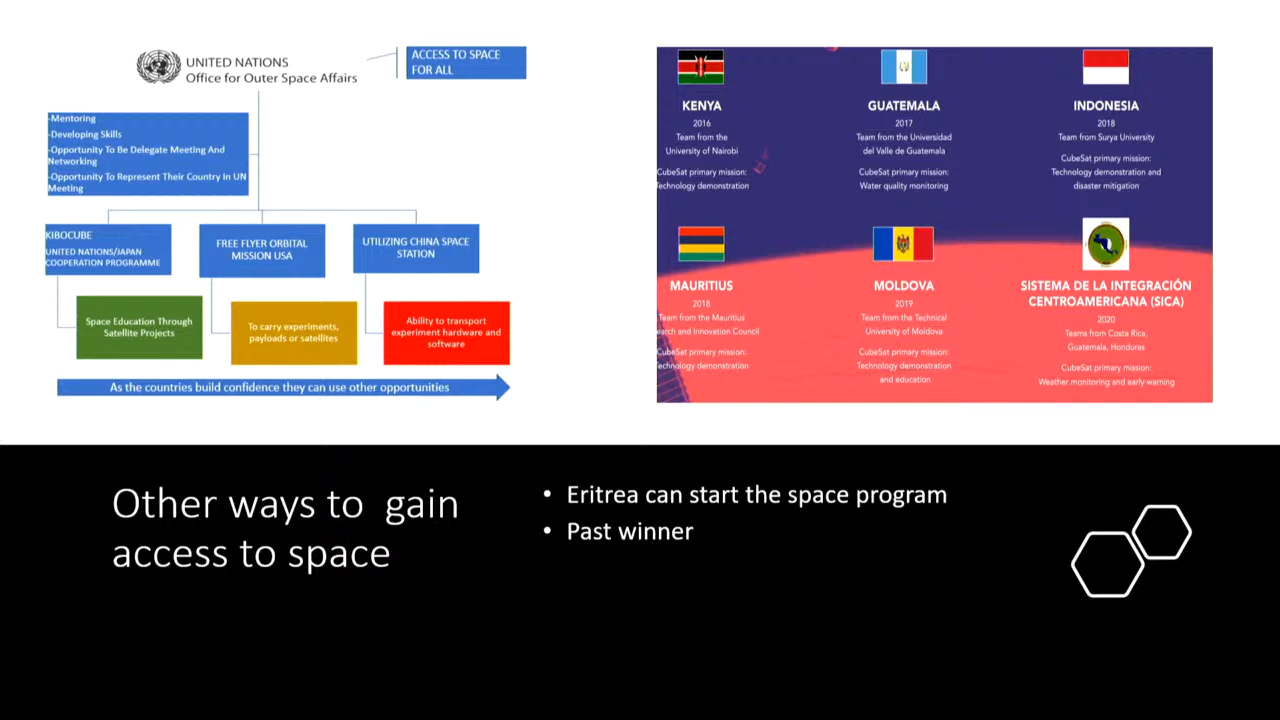 UNITED NATIONS
Office for Outer Space Affairs
ACCESS TO SPACE
FOR ALL
-Mentoring
-Developing Skills
-Opportunity To Be Delegate Meeting And
Networking
-Opportunity To Represent Their Country In UN
Meeting
KIBOCUBE
UNITED NATIONS/JAPAN
COOPERATION PROGRAMME
FREE FLYER ORBITAL
MISSION USA
UTILIZING CHINA SPACE
STATION
Space Education Through
Satellite Projects
To carry experiments,
payloads or satellites
Ability to transport
experiment hardware and
software
As the countries build confidence they can use other opportunities
KENYA
2016
Team from the
University of Nairobi
CubeSat primary mission:
Technology demonstration
GUATEMALA
2017
Team from the Universidad
del Valle de Guatemala
CubeSat primary mission:
Water quality monitoring
INDONESIA
2018
Team from Surya University
CubeSat primary mission:
Technology demonstration and
disaster mitigation
MAURITIUS
2018
Team from the Mauritius
earch and Innovation Council
CubeSat primary mission:
Technology demonstration
MOLDOVA
2019
Team from the Technical
University of Moldova
CubeSat primary mission:
Technology demonstration
and education
SISTEMA DE LA INTEGRACIÓN
CENTROAMERICANA (SICA)
2020
Teams from Costa Rica,
Guatemala, Honduras
CubeSat primary mission:
Weather monitoring and early warning
Other ways to gain
access to space
• Eritrea can start the space program
• Past winner